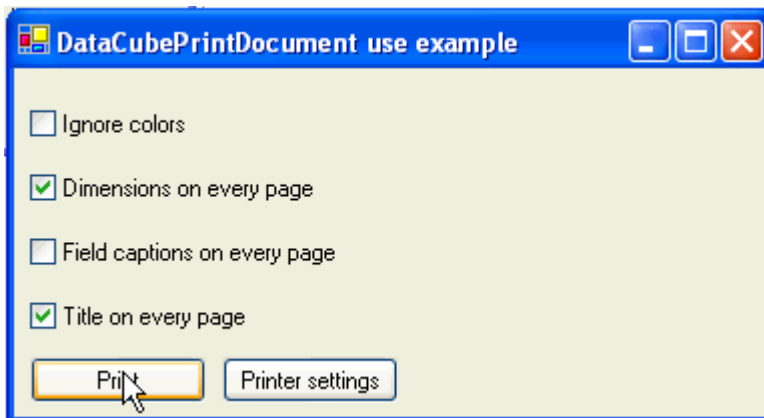 DataCubePrintDocument use example
Ignore colors
Dimensions on every page
Field captions on every page
Title on every page
Print Printer settings